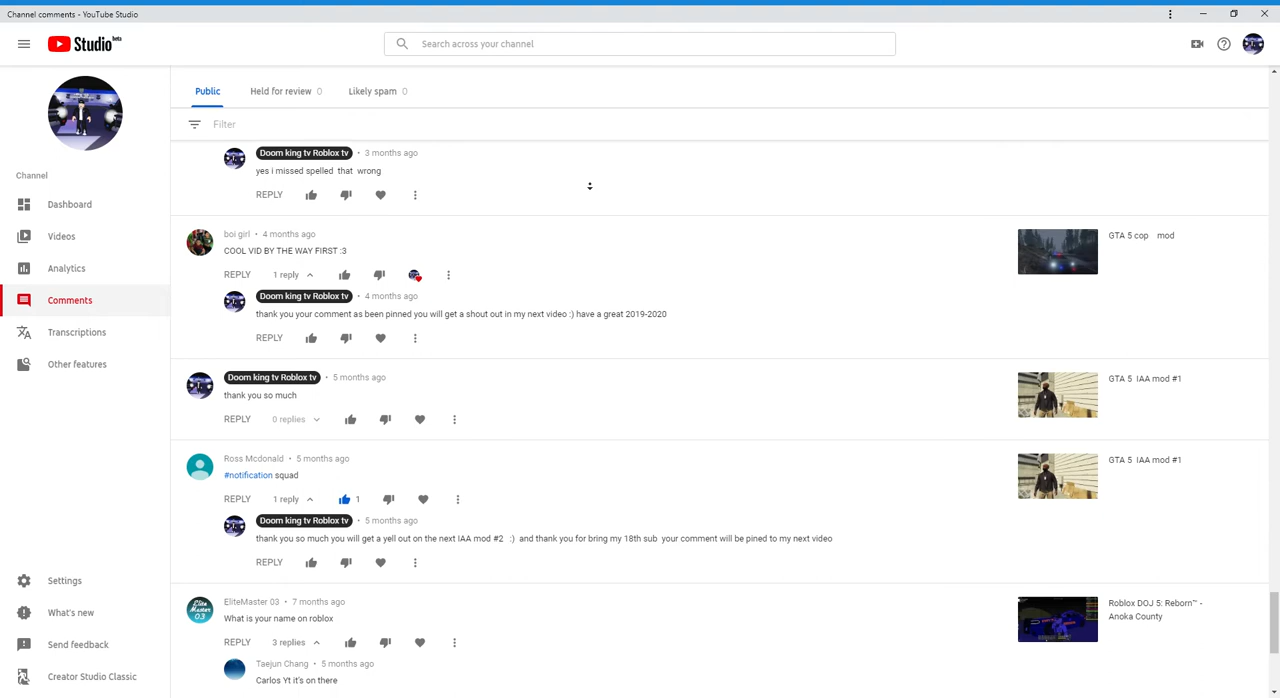 Channel comments - YouTube Studio
Studio beta
Search across your channel
Public
Held for review 0
Likely spam 0
Filter
Channel
Dashboard
Videos
Analytics
Comments
Transcriptions
Other features
Settings
What's new
Send feedback
Creator Studio Classic
Doom king tv Roblox tv • 3 months ago
yes i missed spelled that wrong
REPLY
boi girl • 4 months ago
COOL VID BY THE WAY FIRST :3
REPLY 1 reply
GTA 5 cop mod
Doom king tv Roblox tv • 4 months ago
thank you your comment as been pinned you will get a shout out in my next video :) have a great 2019-2020
REPLY
Doom king tv Roblox tv • 5 months ago
thank you so much
REPLY 0 replies
GTA 5 IAA mod #1
Ross Mcdonald • 5 months ago
#notification squad
REPLY 1 reply 1
GTA 5 IAA mod #1
Doom king tv Roblox tv • 5 months ago
thank you so much you will get a yell out on the next IAA mod #2 :) and thank you for bring my 18th sub your comment will be pined to my next video
REPLY
Elite
Master
03
EliteMaster 03 • 7 months ago
What is your name on roblox
REPLY 3 replies
Roblox DOJ 5: Reborn™ -
Anoka County
Taejun Chang • 5 months ago
Carlos Yt it's on there